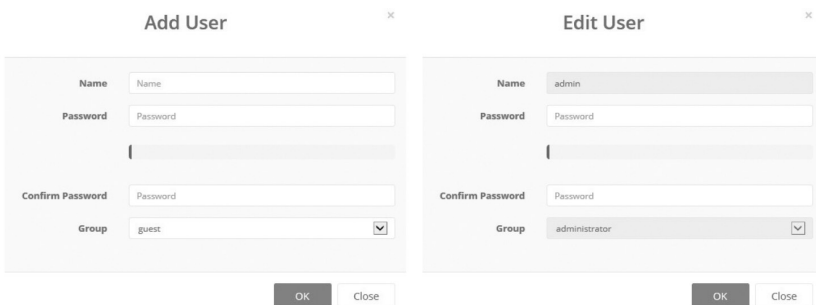 Add User
×
Name
Name
Password
Password
Confirm Password
Password
Group
guest
OK
Close
Edit User
×
Name
admin
Password
Password
Confirm Password
Password
Group
administrator
OK
Close